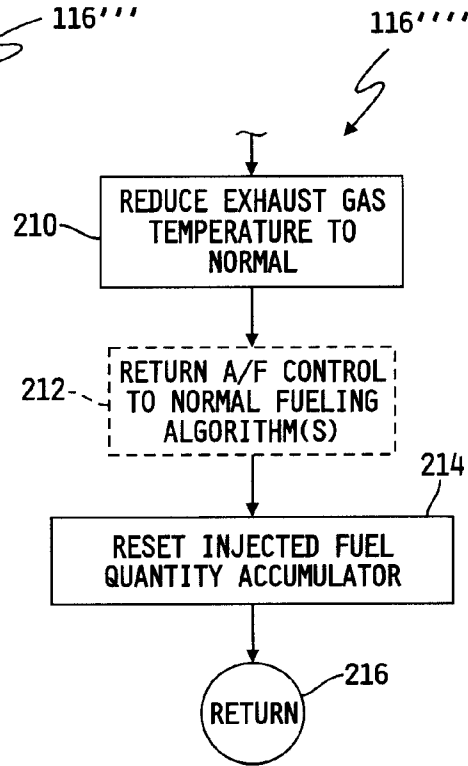 116'''
116''''
210
REDUCE EXHAUST GAS
TEMPERATURE TO
NORMAL
212
RETURN A/F CONTROL
TO NORMAL FUELING
ALGORITHM(S)
214
RESET INJECTED FUEL
QUANTITY ACCUMULATOR
216
RETURN